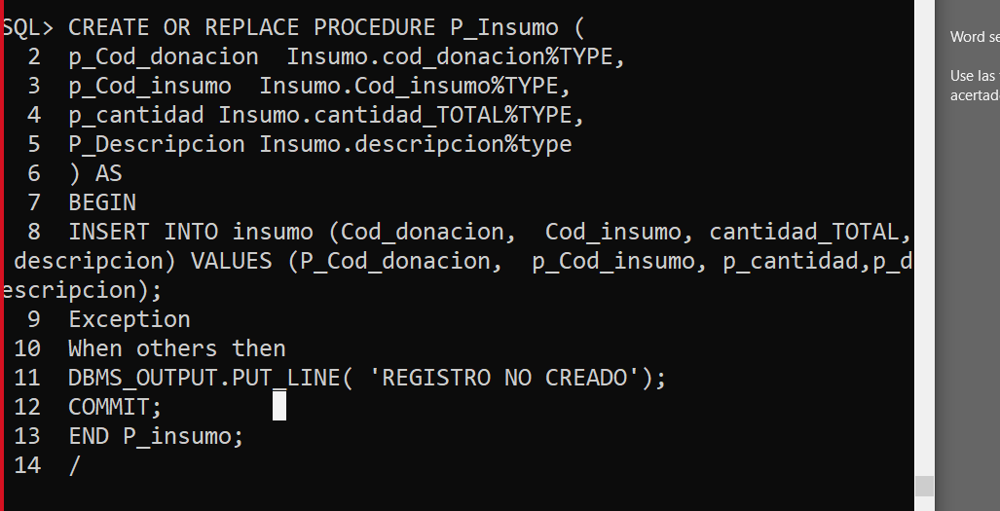 SQL> CREATE OR REPLACE PROCEDURE P_Insumo (
2 p_Cod_donacion  Insumo.cod_donacion%TYPE,
3 p_Cod_insumo  Insumo.Cod_insumo%TYPE,
4 p_cantidad Insumo.cantidad_TOTAL%TYPE,
5 P_Descripcion Insumo.descripcion%type
6 ) AS
7 BEGIN
8 INSERT INTO insumo (Cod_donacion,  Cod_insumo, cantidad_TOTAL,
descripcion) VALUES (P_Cod_donacion,  p_Cod_insumo, p_cantidad,p_d
escripcion);
9 Exception
10 When others then
11 DBMS_OUTPUT.PUT_LINE( 'REGISTRO NO CREADO');
12 COMMIT;
13 END P_insumo;
14 /
Word se
Use las
acertad